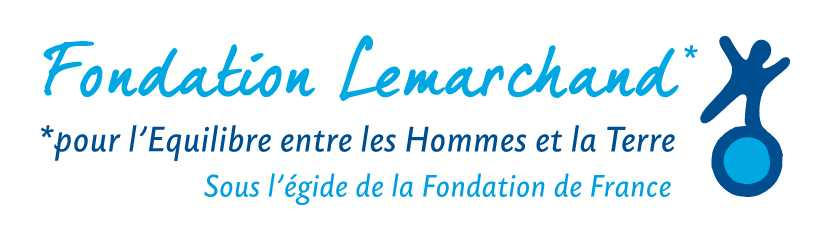 Fondation Lemarchand*
*pour l'Equilibre entre les Hommes et la Terre
Sous l'égide de la Fondation de France